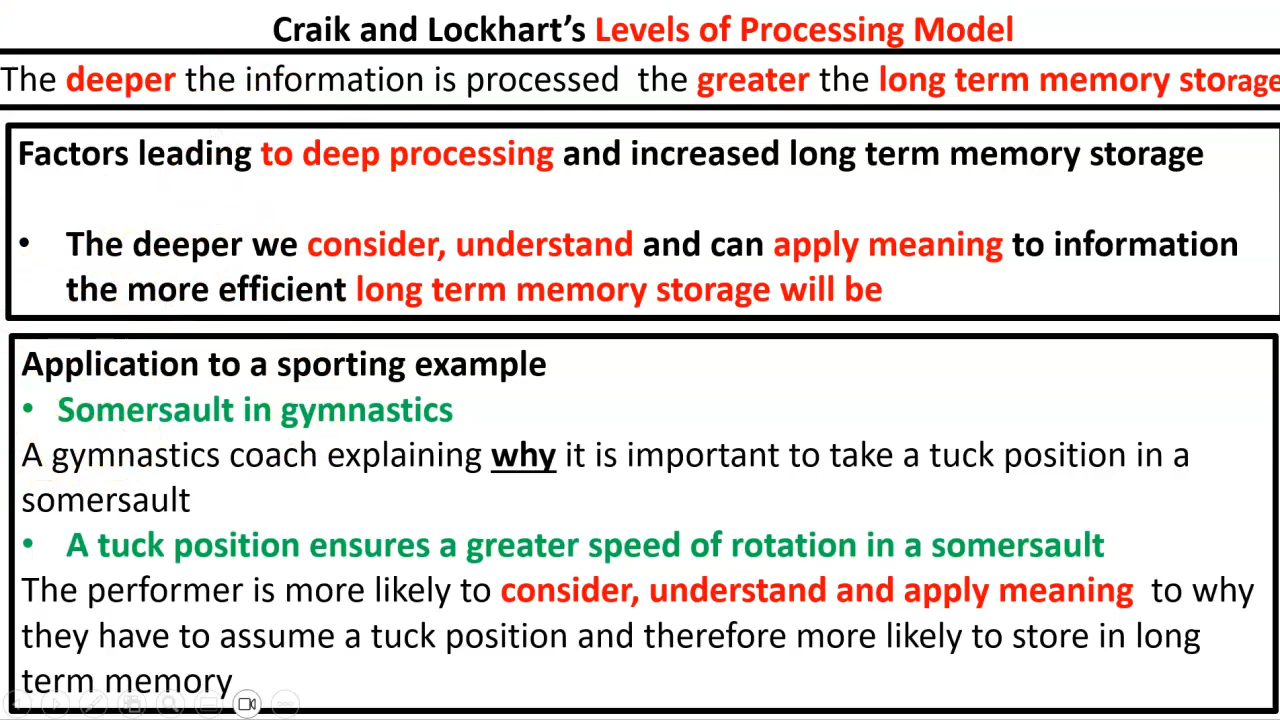 Craik and Lockhart’s Levels of Processing Model
The deeper the information is processed the greater the long term memory storage
Factors leading to deep processing and increased long term memory storage
• The deeper we consider, understand and can apply meaning to information
the more efficient long term memory storage will be
Application to a sporting example
• Somersault in gymnastics
A gymnastics coach explaining why it is important to take a tuck position in a
somersault
• A tuck position ensures a greater speed of rotation in a somersault
The performer is more likely to consider, understand and apply meaning to why
they have to assume a tuck position and therefore more likely to store in long
term memory